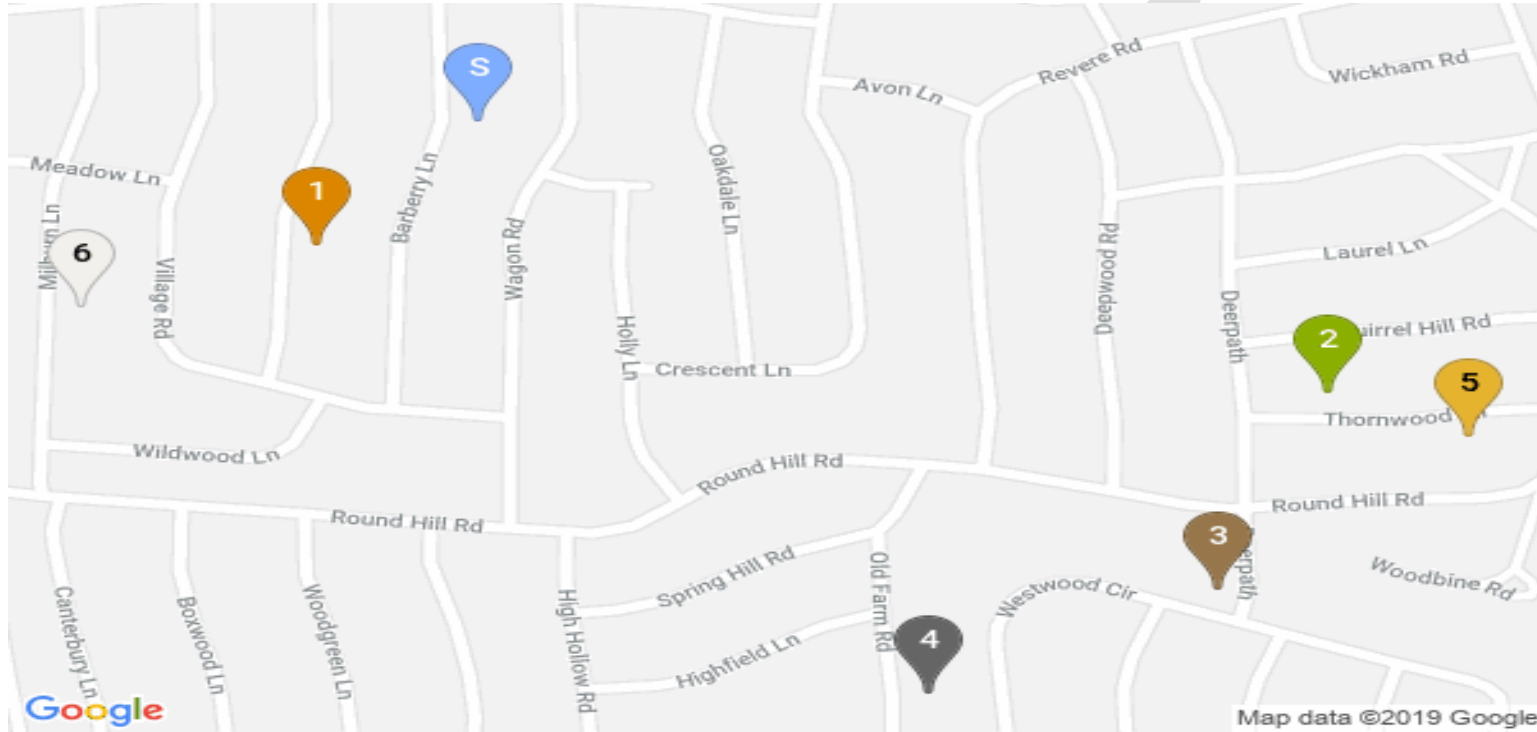 S
Revere Rd
Wickham Rd
Avon Ln
Meadow Ln
1
Barberry Ln
Oakdale Ln
6
Village Rd
Wagon Rd
Deepwood Rd
Laurel Ln
Deerpath
Holly Ln
2
Crescent Ln
5
Wildwood Ln
Thornwood
Round Hill Rd
Round Hill Rd
Round Hill Rd
3
Spring Hill Rd
Old Farm Rd
Westwood Cir
Woodbine Rd
Canterbury Ln
Boxwood Ln
Woodgreen Ln
High Hollow Rd
Highfield Ln
4
Google
Map data ©2019 Google